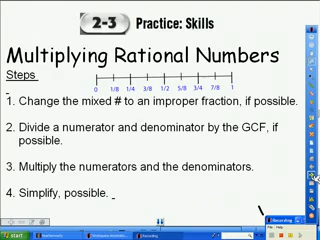 2-3 Practice: Skills
Multiplying Rational Numbers
Steps
0 1/8 1/4 3/8 1/2 5/8 3/4 7/8 1
1. Change the mixed # to an improper fraction, if possible.
2. Divide a numerator and denominator by the GCF, if
possible.
3. Multiply the numerators and the denominators.
4. Simplify, possible.
Recording
start
Recording